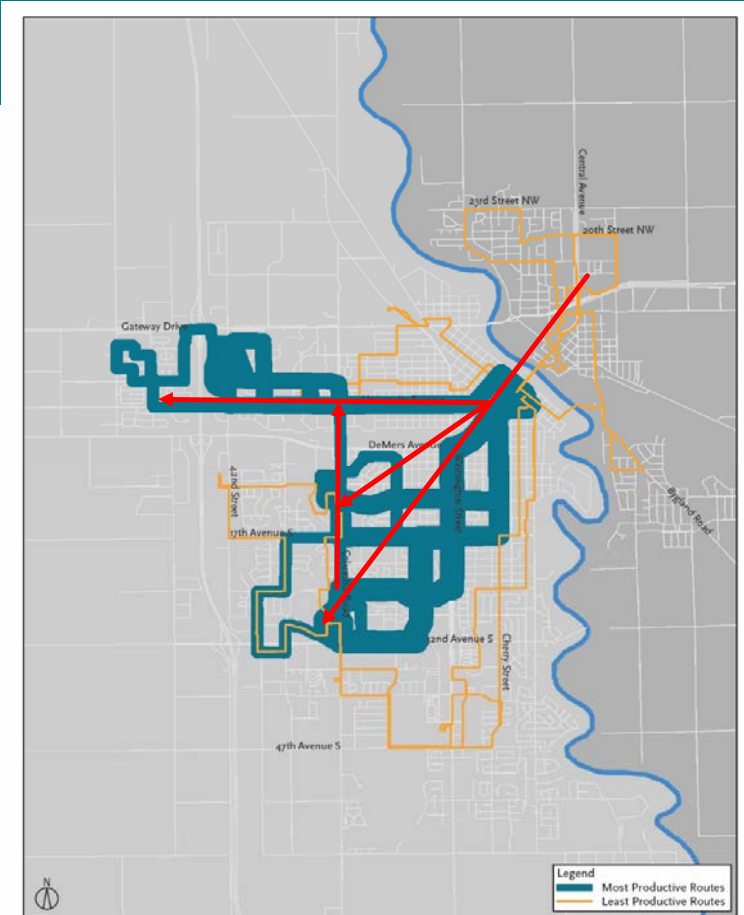 Central Avenue
23rd Street NW
20th Street NW
Gateway Drive
DeMers Avenue
Washington Street
42nd Street
17th Avenue S
Bygland Road
32nd Avenue S
Cherry Street
47th Avenue S
N
Legend
Most Productive Routes
Least Productive Routes